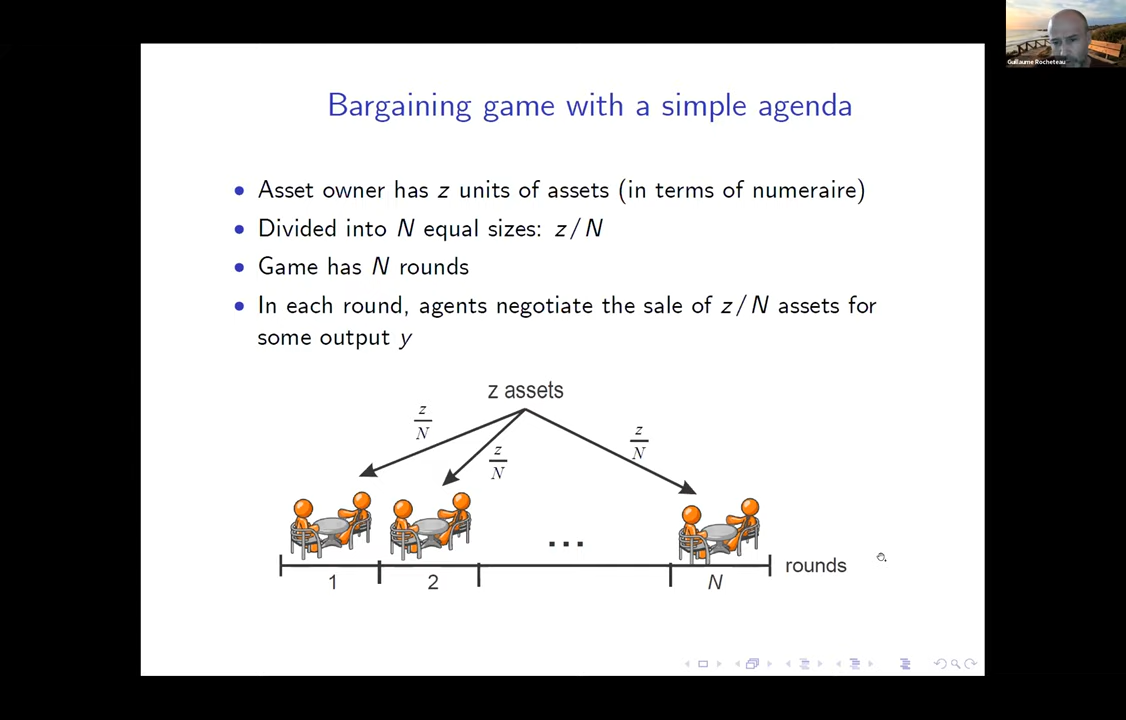 Guillaume Rocheteau
Bargaining game with a simple agenda
Asset owner has z units of assets (in terms of numeraire)
Divided into N equal sizes: z/N
Game has N rounds
In each round, agents negotiate the sale of z/N assets for
some output y
z assets
z
N
z
N
z
N
...
rounds
1
2
N